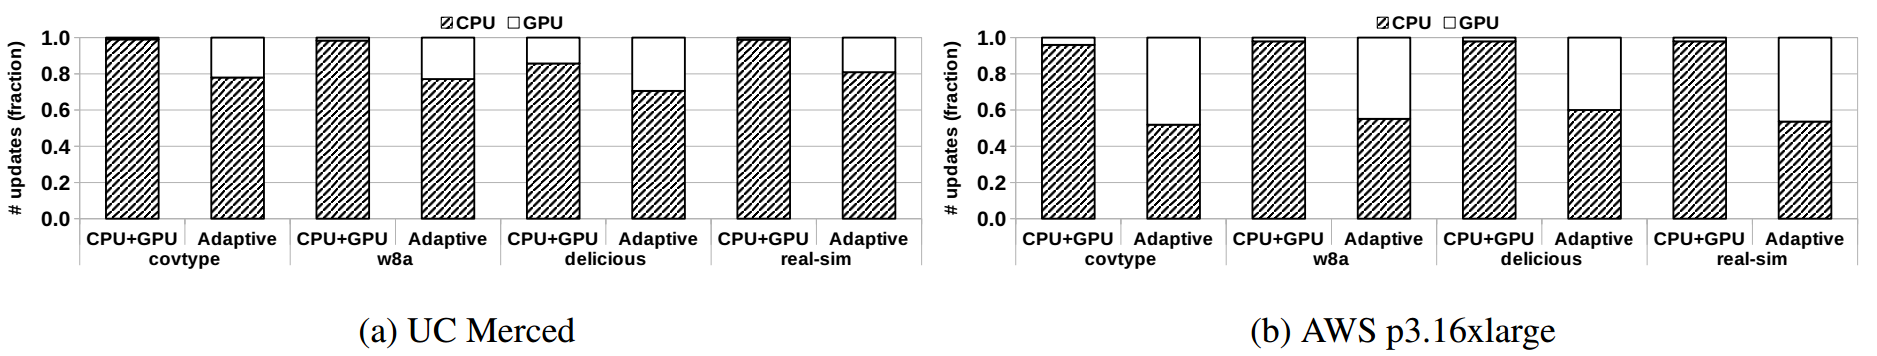 CPU GPU
# updates (fraction)
1.0
0.8
0.6
0.4
0.2
0.0
CPU+GPU Adaptive CPU+GPU Adaptive CPU+GPU Adaptive CPU+GPU Adaptive
covtype w8a delicious real-sim
(a) UC Merced
CPU GPU
# updates (fraction)
1.0
0.8
0.6
0.4
0.2
0.0
CPU+GPU Adaptive CPU+GPU Adaptive CPU+GPU Adaptive CPU+GPU Adaptive
covtype w8a delicious real-sim
(b) AWS p3.16xlarge